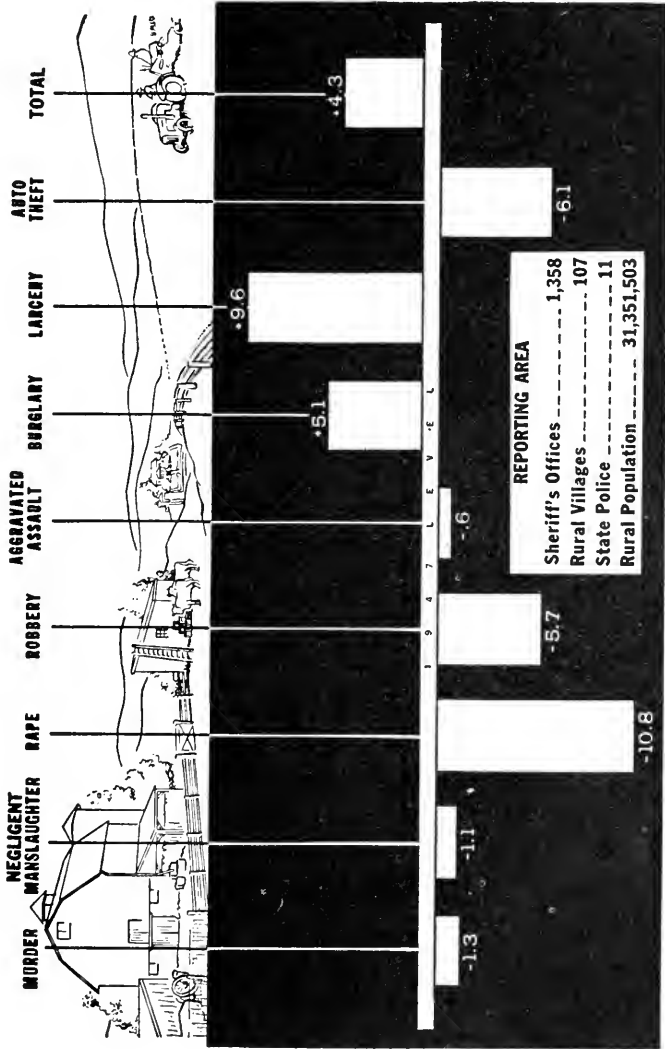 MURDER
NEGLIGENT
MANSLAUGHTER
RAPE
ROBBERY
AGGRAVATED
ASSAULT
BURGLARY
LARCENY
AUTO
THEFT
TOTAL
-1.3
-1.1
-10.8
-5.7
-.6
+5.1
+9.6
-6.1
+4.3
1947 LEVEL
REPORTING AREA
Sheriff's Offices -------- 1,358
Rural Villages ----------- 107
State Police -------------- 11
Rural Population ----- 31,351,503